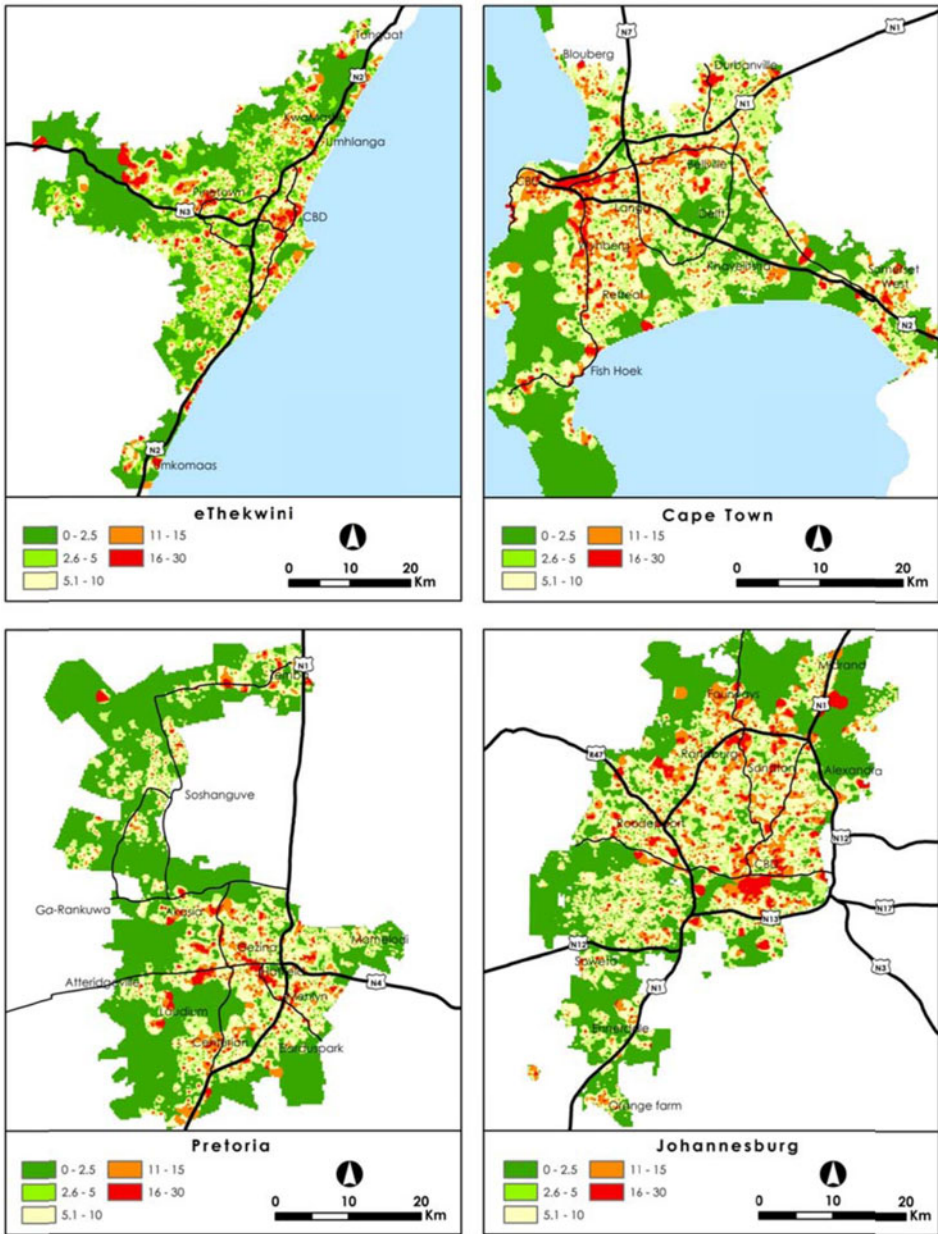 Tongaat
N2
KwaMashu
Umhlanga
Pinetown
N3
CBD
N2
Umkomaas
eThekwini
0 - 2.5
11 - 15
2.6 - 5
16 - 30
5.1 - 10
0
10
20
Km
N7
N1
Blouberg
Durbanville
N1
Bellville
CBD
Langa
Delft
Wynberg
Khayelitsha
Somerset
West
Retreat
N2
Fish Hoek
Cape Town
0 - 2.5
11 - 15
2.6 - 5
16 - 30
5.1 - 10
0
10
20
Km
N1
Temba
Soshanguve
Ga-Rankuwa
Akasia
Gezina
Mamelodi
Atteridgeville
N4
Laudium
Centurion
Pretoria
0 - 2.5
11 - 15
2.6 - 5
16 - 30
5.1 - 10
0
10
20
Km
Midrand
Fourways
N1
R47
Randburg
Sandton
Alexandra
Roodepoort
N12
CBD
N17
N13
N12
Soweto
N3
N1
Ennerdale
Orange farm
Johannesburg
0 - 2.5
11 - 15
2.6 - 5
16 - 30
5.1 - 10
0
10
20
Km